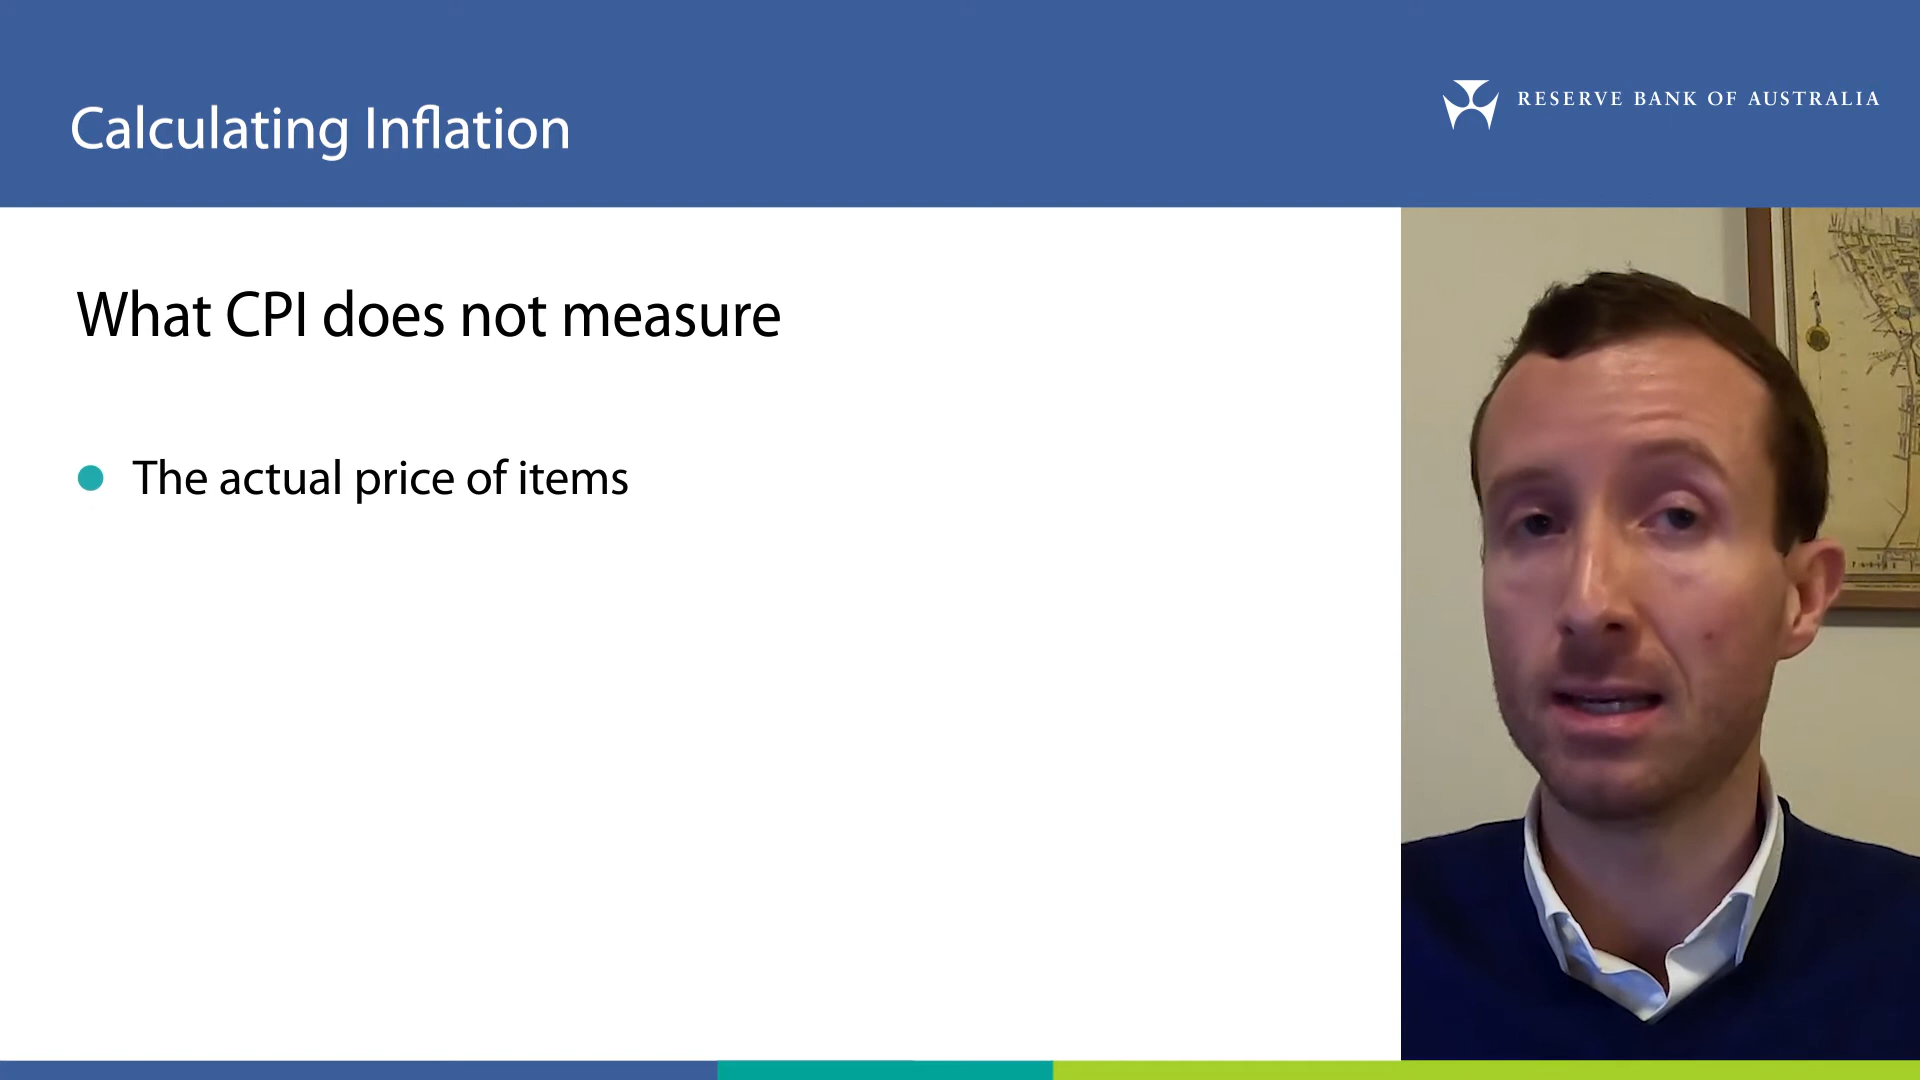 Calculating Inflation
RESERVE BANK OF AUSTRALIA
What CPI does not measure
The actual price of items